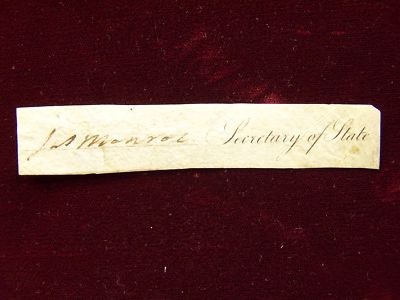 Jas Monroe Secretary of State